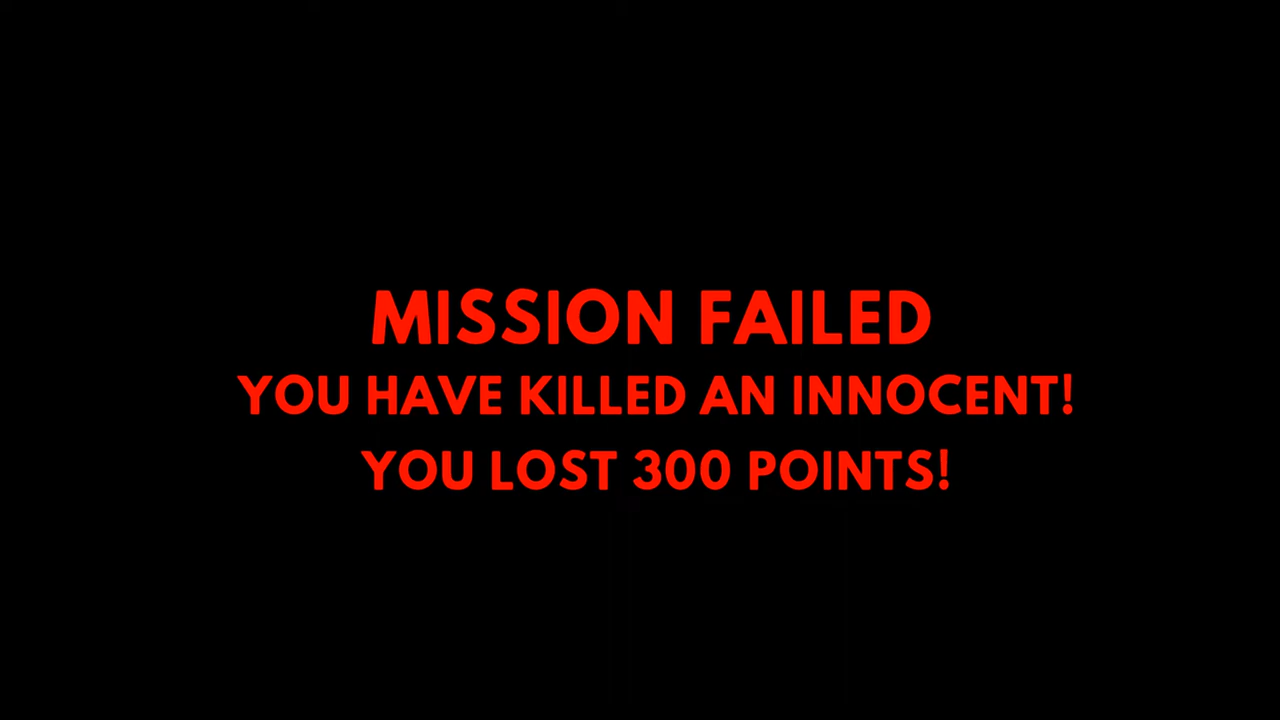 MISSION FAILED
YOU HAVE KILLED AN INNOCENT!
YOU LOST 300 POINTS!